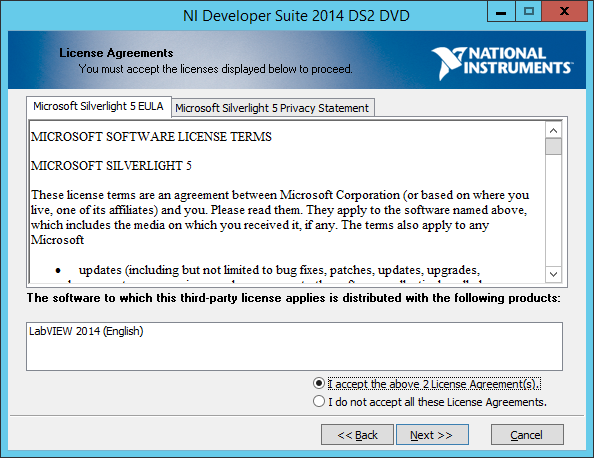 NI Developer Suite 2014 DS2 DVD
License Agreements
You must accept the licenses displayed below to proceed.
NATIONAL
INSTRUMENTS™
Microsoft Silverlight 5 EULA
Microsoft Silverlight 5 Privacy Statement
MICROSOFT SOFTWARE LICENSE TERMS
MICROSOFT SILVERLIGHT 5
These license terms are an agreement between Microsoft Corporation (or based on where you
live, one of its affiliates) and you. Please read them. They apply to the software named above,
which includes the media on which you received it, if any. The terms also apply to any
Microsoft
• updates (including but not limited to bug fixes, patches, updates, upgrades,
The software to which this third-party license applies is distributed with the following products:
LabVIEW 2014 (English)
I accept the above 2 License Agreement(s).
I do not accept all these License Agreements.
<< Back
Next >>
Cancel